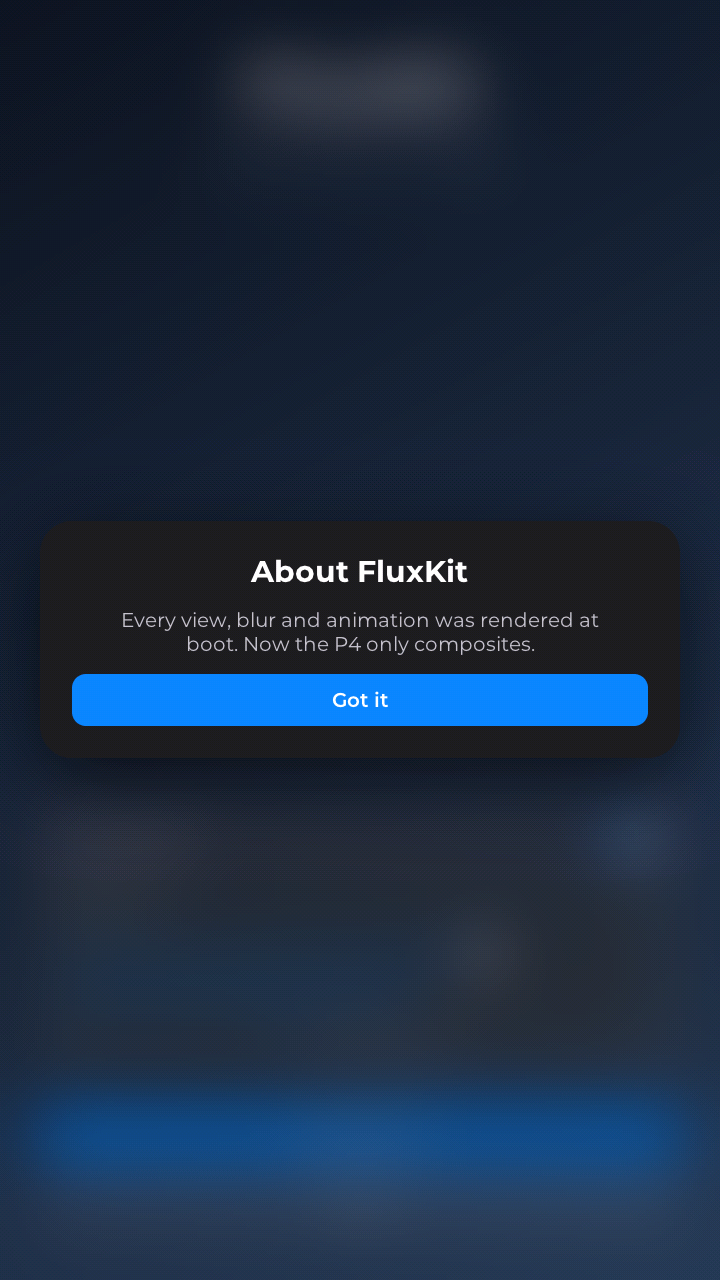 About FluxKit
Every view, blur and animation was rendered at
boot. Now the P4 only composites.
Got it